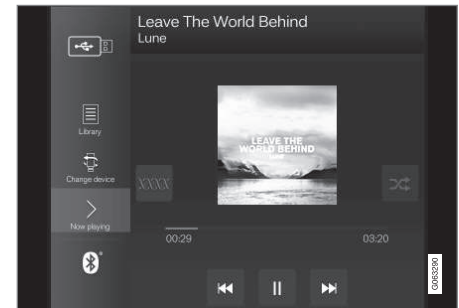 Leave The World Behind
Lune
Library
Change device
Now playing
LEAVE THE
WORLD BEHIND
LUNE
XXXX
00:29
03:20
G063290